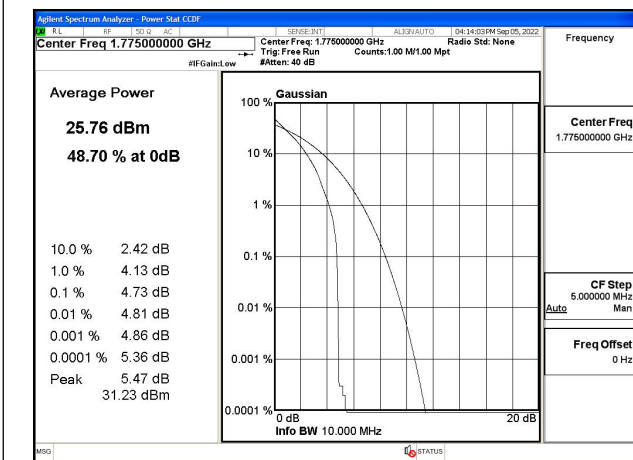 Agilent Spectrum Analyzer - Power Stat CCDF
LXI RL RF 50 Ω AC SENSE:INT ALIGNAUTO 04:14:03PM Sep 05, 2022
Center Freq 1.775000000 GHz
Center Freq: 1.775000000 GHz Radio Std: None
Trig: Free Run Counts:1.00 M/1.00 Mpt
#IFGain:Low #Atten: 40 dB
Frequency
Average Power
25.76 dBm
48.70 % at 0dB
10.0 % 2.42 dB
1.0 % 4.13 dB
0.1 % 4.73 dB
0.01 % 4.81 dB
0.001 % 4.86 dB
0.0001 % 5.36 dB
Peak 5.47 dB
31.23 dBm
Gaussian
100 %
10 %
1 %
0.1 %
0.01 %
0.001 %
0.0001 %
0 dB 20 dB
Info BW 10.000 MHz
Center Freq
1.775000000 GHz
CF Step
5.000000 MHz
Auto Man
Freq Offset
0 Hz
MSG STATUS